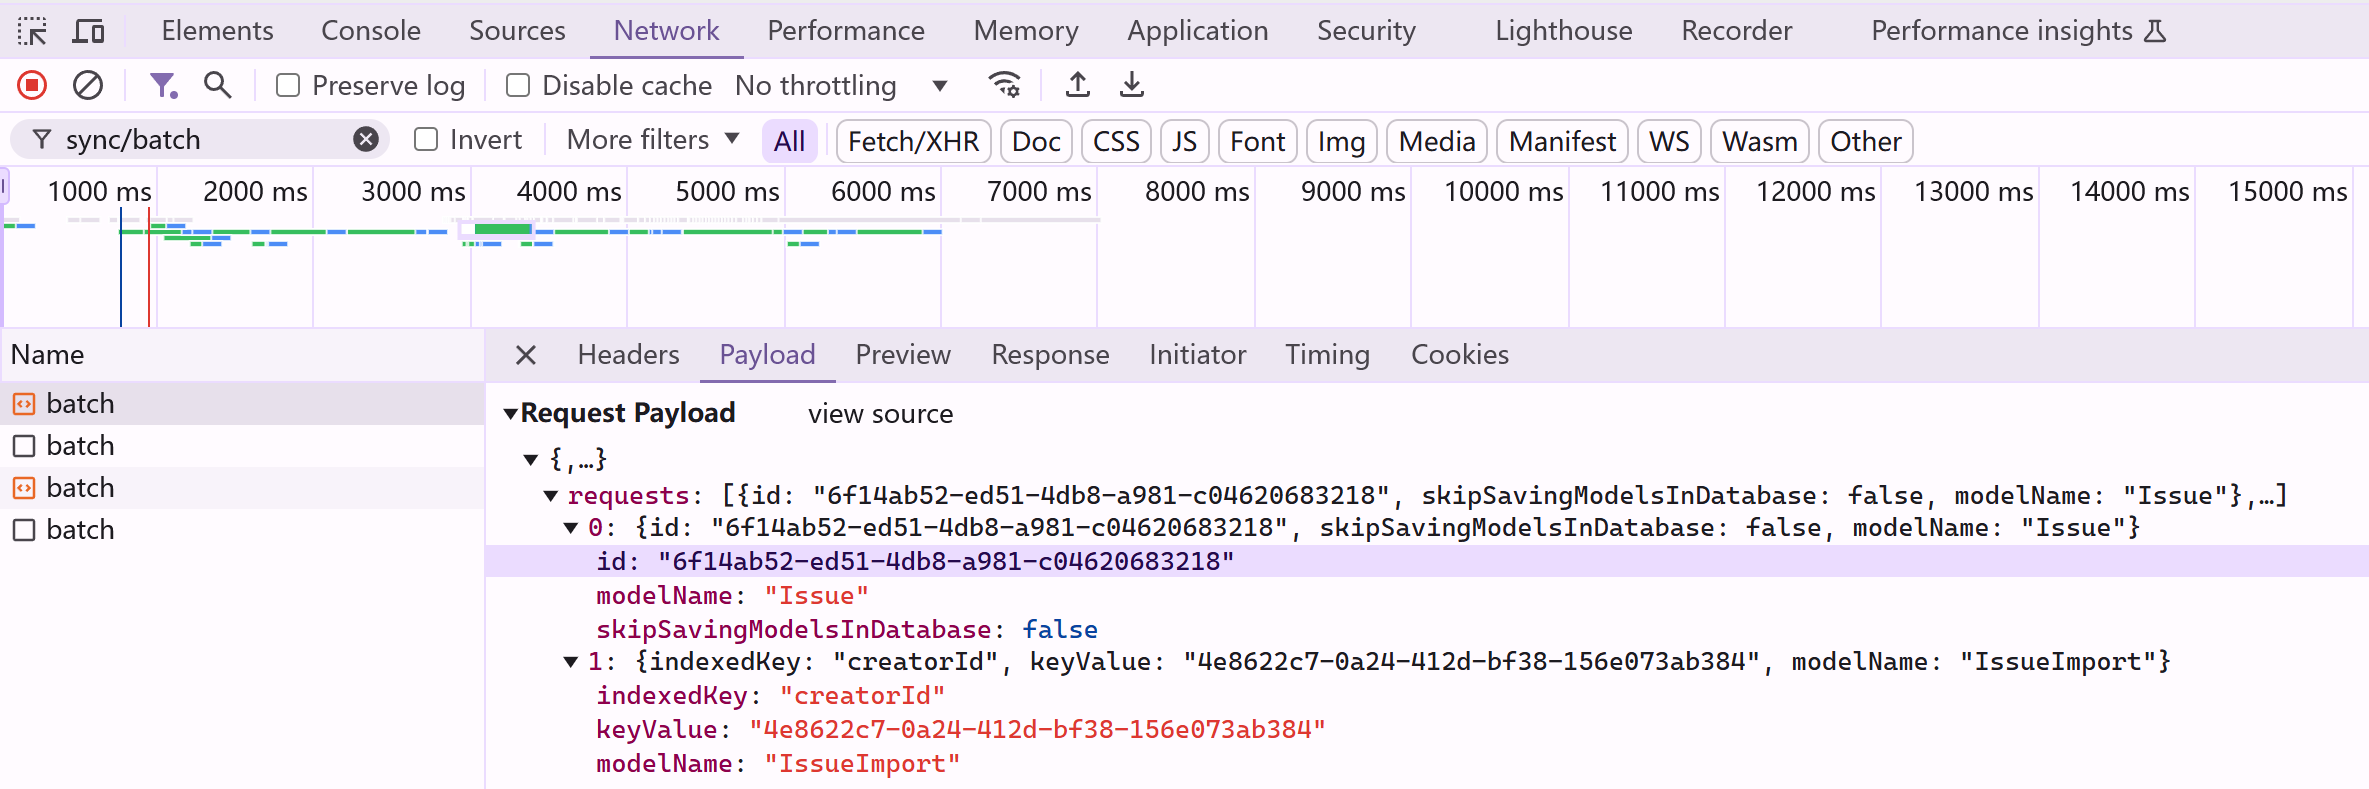 Elements Console Sources Network Performance Memory Application Security Lighthouse Recorder Performance insights
Preserve log Disable cache No throttling
sync/batch Invert More filters All Fetch/XHR Doc CSS JS Font Img Media Manifest WS Wasm Other
1000 ms 2000 ms 3000 ms 4000 ms 5000 ms 6000 ms 7000 ms 8000 ms 9000 ms 10000 ms 11000 ms 12000 ms 13000 ms 14000 ms 15000 ms
Name
batch
batch
batch
batch
Headers Payload Preview Response Initiator Timing Cookies
▼Request Payload view source
▼ {,…}
▼ requests: [{id: "6f14ab52-ed51-4db8-a981-c04620683218", skipSavingModelsInDatabase: false, modelName: "Issue"},…]
▼ 0: {id: "6f14ab52-ed51-4db8-a981-c04620683218", skipSavingModelsInDatabase: false, modelName: "Issue"}
id: "6f14ab52-ed51-4db8-a981-c04620683218"
modelName: "Issue"
skipSavingModelsInDatabase: false
▼ 1: {indexedKey: "creatorId", keyValue: "4e8622c7-0a24-412d-bf38-156e073ab384", modelName: "IssueImport"}
indexedKey: "creatorId"
keyValue: "4e8622c7-0a24-412d-bf38-156e073ab384"
modelName: "IssueImport"